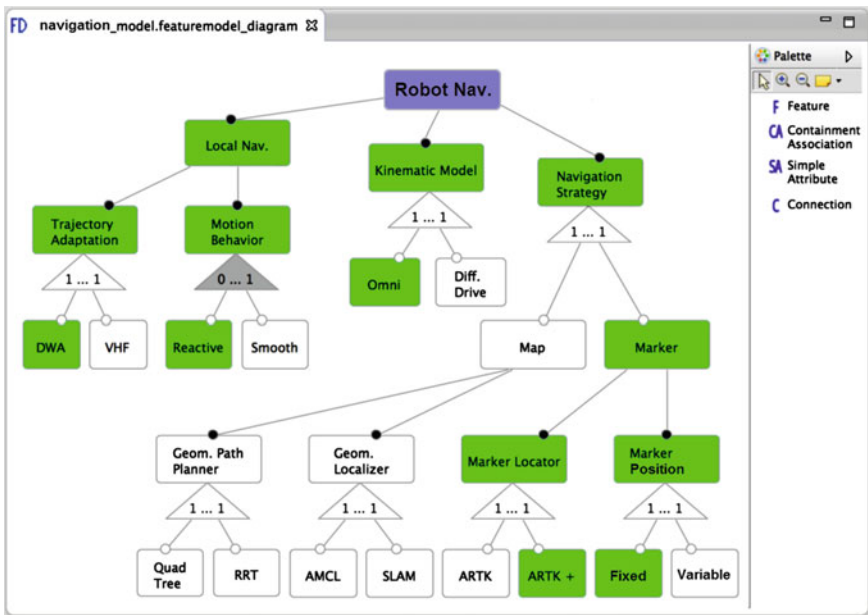 FD navigation_model.featuremodel_diagram
Palette
F Feature
CA Containment
Association
SA Simple
Attribute
C Connection
Robot Nav.
Local Nav.
Kinematic Model
Navigation
Strategy
Trajectory
Adaptation
Motion
Behavior
1 ... 1
1 ... 1
1 ... 1
0 ... 1
Omni
Diff.
Drive
DWA
VHF
Reactive
Smooth
Map
Marker
Geom. Path
Planner
Geom.
Localizer
Marker Locator
Marker
Position
1 ... 1
1 ... 1
1 ... 1
1 ... 1
Quad
Tree
RRT
AMCL
SLAM
ARTK
ARTK +
Fixed
Variable